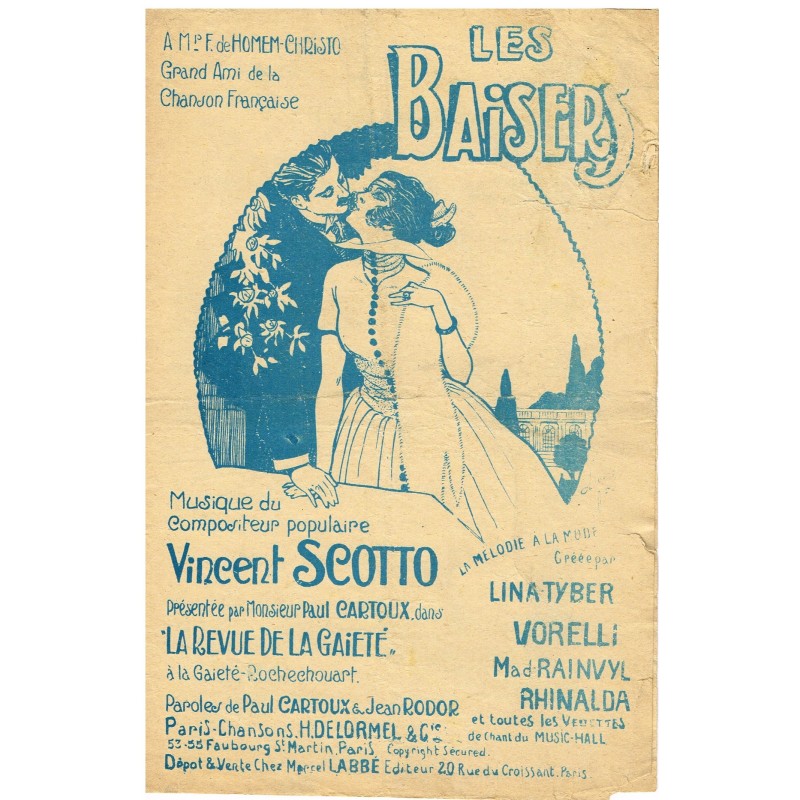 A Mr F. de HOMEM-CHRISTO
Grand Ami de la
Chanson Française
LES
BAiSERS
Musique du
Compositeur populaire
Vincent SCOTTO
Présentée par Monsieur Paul CARTOUX, dans
"LA REVUE DE LA GAIETÉ"
à la Gaieté-Rochechouart.
Paroles de Paul CARTOUX & Jean RODOR
Paris-Chansons. H. DELORMEL & Cie
53-55 Faubourg St Martin, Paris. Copyright Secured.
Dépot & Vente Chez Marcel LABBÉ Editeur 20 Rue du Croissant. Paris.
LA MÉLODIE À LA MODE
Créée par
LINA-TYBER
VORELLI
Mad-RAINVYL
RHINALDA
et toutes les VEDETTES
de Chant du MUSIC-HALL